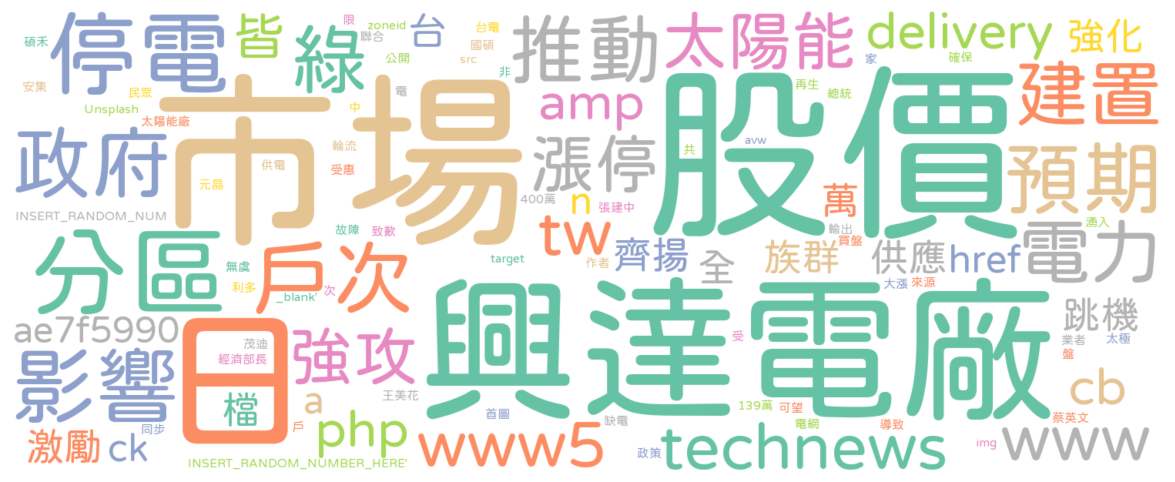 停電
皆
綠
台
推動
太陽能
delivery
強化
碩禾
限
聯合
zoneid
公開
台電
國碩
src
非
家
確保
安集
民眾
Unsplash
太陽能廠
中
電
再生
總統
amp
建置
市場
股價
政府
輪流
受惠
供電
元晶
漲停
avw
共
預期
INSERT_RANDOM_NUM
400萬
n
張建中
萬
湧入
輸出
買盤
分區
戶次
故障
致歉
無虞
利多
_blank'
次
target
tw
作者
齊揚
全
族群
供應
href
電力
大漲
來源
ae7f5990
日
茂迪
經濟部長
強攻
興達電廠
受
跳機
業者
太極
盤
影響
檔
a
王美花
首圖
缺電
139萬
可望
電網
導致
cb
蔡英文
同步
激勵
ck
戶
php
www5
technews
政策
img
www
INSERT_RANDOM_NUMBER_HERE'